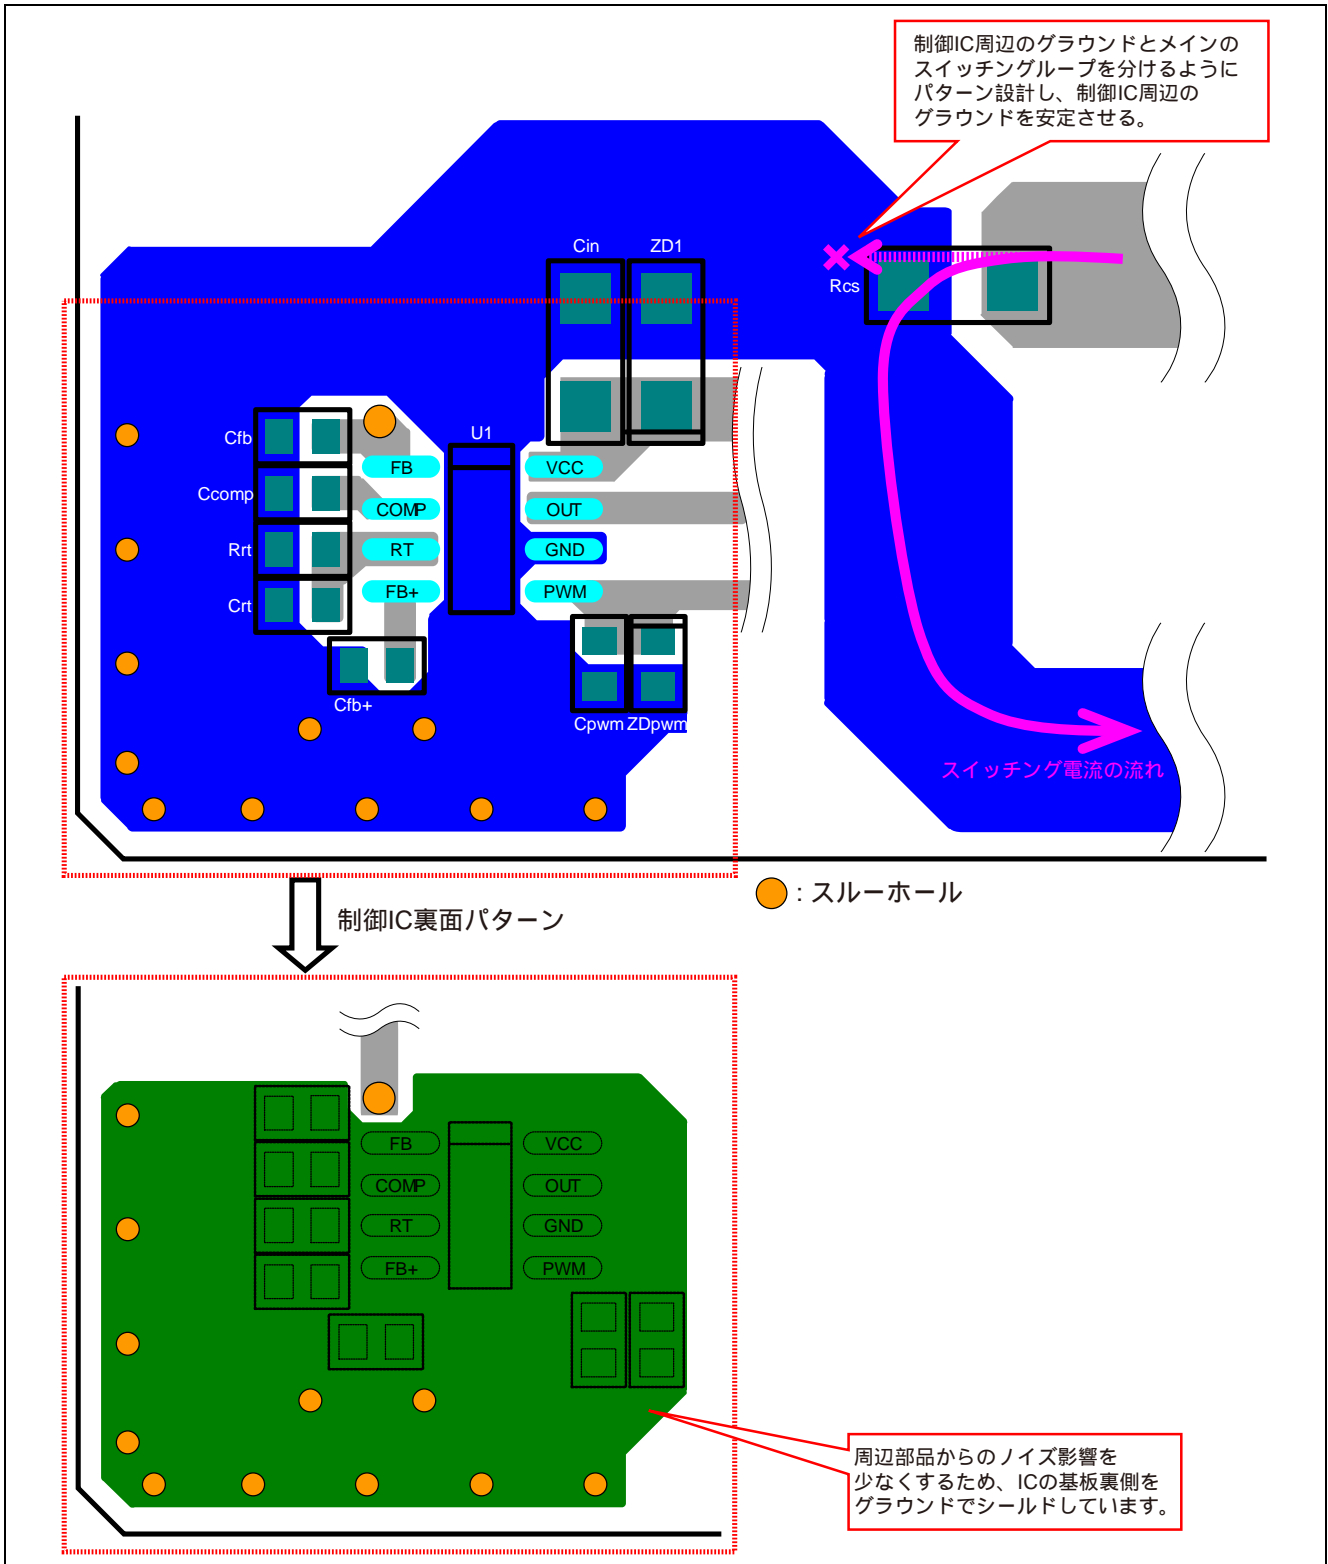 制御IC周辺のグラウンドとメインの
スイッチングループを分けるように
パターン設計し、制御IC周辺の
グラウンドを安定させる。
Cin
ZD1
Rcs
Cfb
U1
FB
VCC
Ccomp
COMP
OUT
Rrt
RT
GND
Crt
FB+
PWM
Cfb+
Cpwm
ZDpwm
スイッチング電流の流れ
: スルーホール
制御IC裏面パターン
FB
VCC
COMP
OUT
RT
GND
FB+
PWM
周辺部品からのノイズ影響を
少なくするため、ICの基板裏側を
グラウンドでシールドしています。